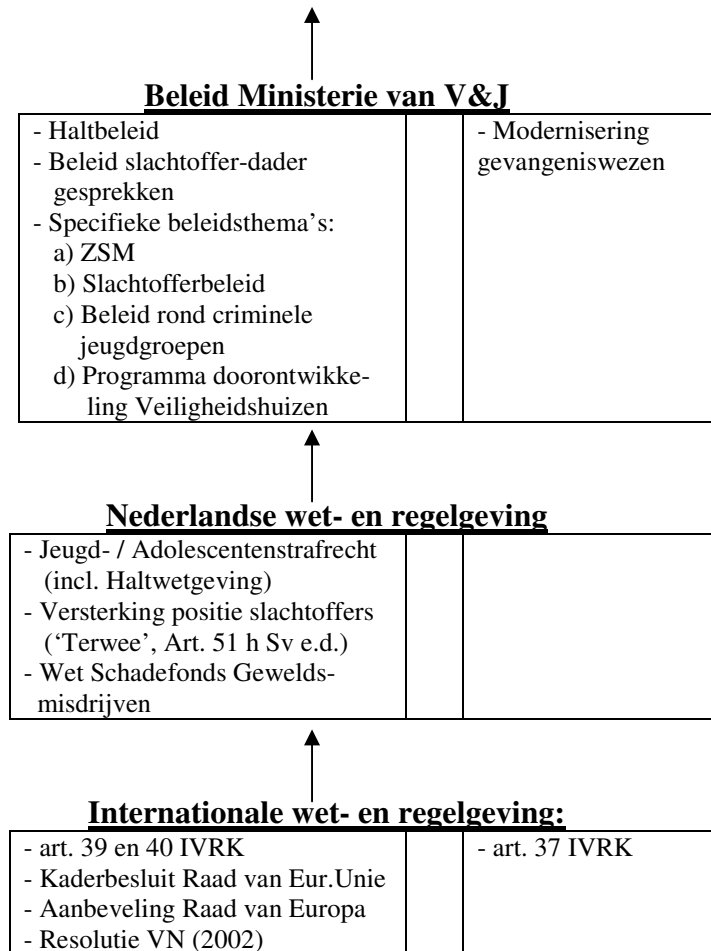 Beleid Ministerie van V&J
- Haltbeleid
- Beleid slachtoffer-dader
gesprekken
- Specifieke beleidsthema's:
a) ZSM
b) Slachtofferbeleid
c) Beleid rond criminele
jeugdgroepen
d) Programma doorontwikke-
ling Veiligheidshuizen
- Modernisering
gevangeniswezen
Nederlandse wet- en regelgeving
- Jeugd- / Adolescentenstrafrecht
(incl. Haltwetgeving)
- Versterking positie slachtoffers
(‘Terwee’, Art. 51 h Sv e.d.)
- Wet Schadefonds Gewelds-
misdrijven
Internationale wet- en regelgeving:
- art. 39 en 40 IVRK
- Kaderbesluit Raad van Eur.Unie
- Aanbeveling Raad van Europa
- Resolutie VN (2002)
- art. 37 IVRK